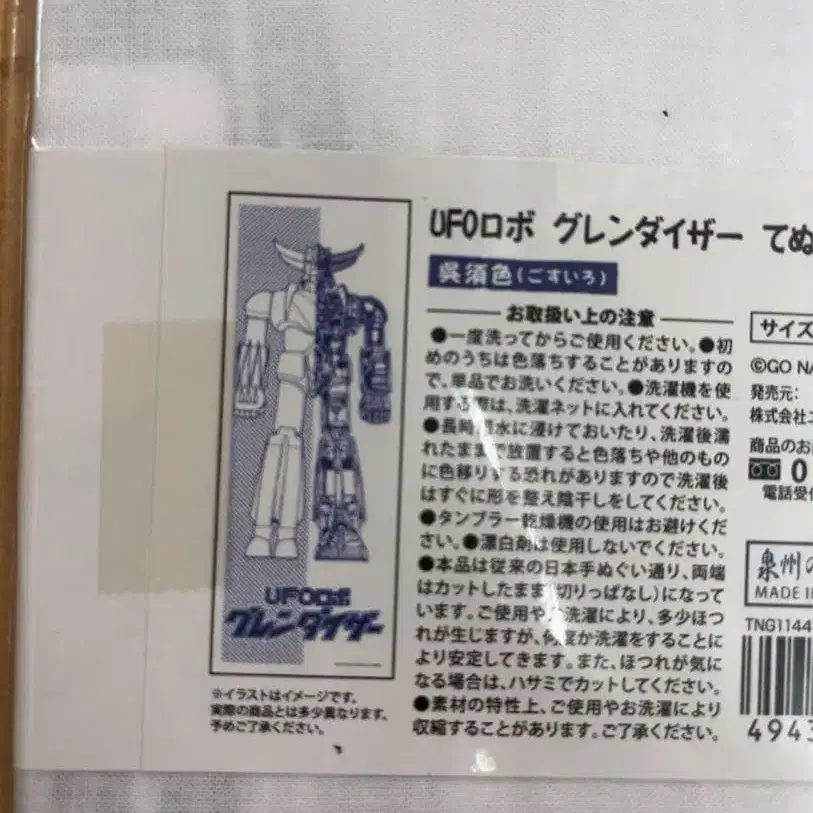 UFOロボ グレンダイザー てぬ
呉須色(ごすいろ)
お取扱い上の注意
●一度洗ってからご使用ください。●初
めのうちは色落ちすることがありますの
で、単品でお洗いください。●洗濯機を使
用する際は、洗濯ネットに入れてください。
●長時間水に浸けておいたり、洗濯後濡
れたままで放置すると色落ちや他のもの
に色移りする恐れがありますので洗濯後
はすぐに形を整え陰干しをしてください。
●タンブラー乾燥機の使用はお避けくだ
さい。●漂白剤は使用しないでください。
●本品は従来の日本手ぬぐい通り、両端
はカットしたまま(切りっぱなし)になって
います。ご使用やお洗濯により、多少ほつ
れが生じますが、何度か洗濯をすることに
より安定してきます。また、ほつれが気に
なる場合は、ハサミでカットしてください。
●素材の特性上、ご使用やお洗濯により
収縮することがあります。ご了承ください。
UFOロボ
グレンダイザー
※イラストはイメージです。
実際の商品とは多少異なります。
予めご了承ください。
サイズ
©GO NA
発売元:
株式会社
商品のお
0
電話受
泉州の
MADE I
TNG1144
4943